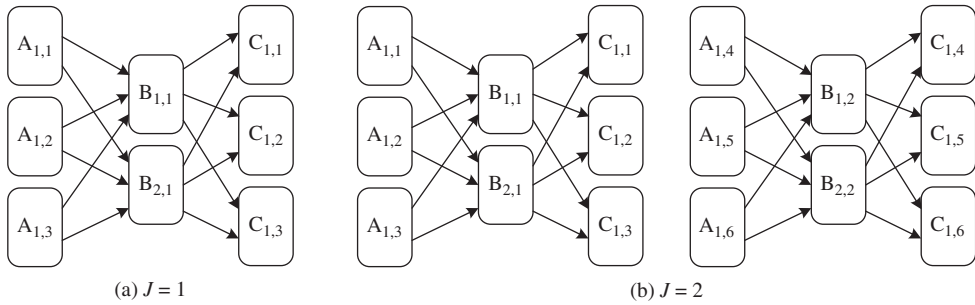 A1,1 C1,1 A1,1 C1,1 A1,4 C1,4
B1,1 B1,1 B1,2
A1,2 C1,2 A1,2 C1,2 A1,5 C1,5
B2,1 B2,1 B2,2
A1,3 C1,3 A1,3 C1,3 A1,6 C1,6
(a) J = 1 (b) J = 2